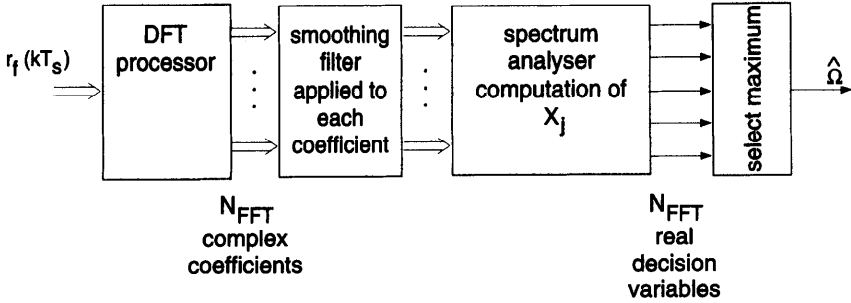 r_f (kT_s)
DFT
processor
smoothing
filter
applied to
each
coefficient
spectrum
analyser
computation of
X_j
select maximum
Ω̂
N_FFT
complex
coefficients
N_FFT
real
decision
variables